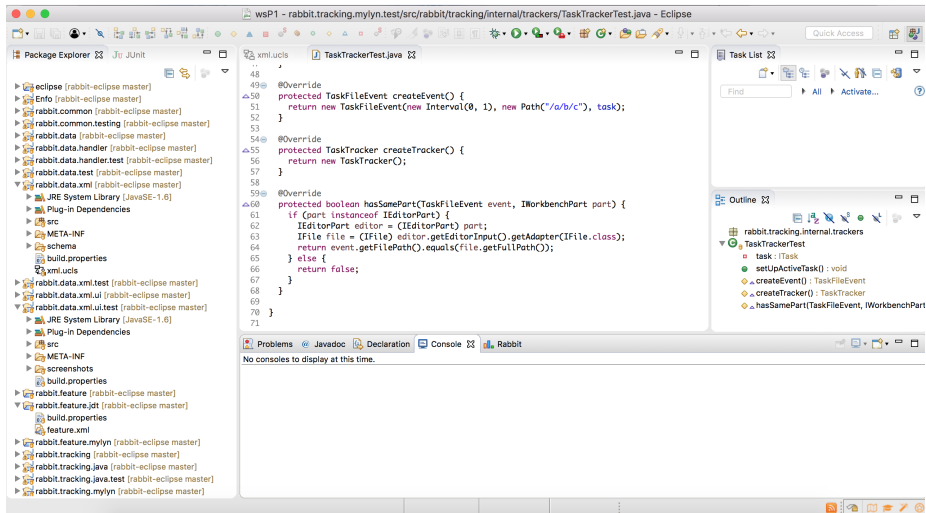 wsP1 - rabbit.tracking.mylyn.test/src/rabbit/tracking/internal/trackers/TaskTrackerTest.java - Eclipse
Quick Access
Package Explorer
JUnit
eclipse [rabbit-eclipse master]
Enfo [rabbit-eclipse master]
rabbit.common [rabbit-eclipse master]
rabbit.common.testing [rabbit-eclipse master]
rabbit.data [rabbit-eclipse master]
rabbit.data.handler [rabbit-eclipse master]
rabbit.data.handler.test [rabbit-eclipse master]
rabbit.data.test [rabbit-eclipse master]
rabbit.data.xml [rabbit-eclipse master]
JRE System Library [JavaSE-1.6]
Plug-in Dependencies
src
META-INF
schema
build.properties
xml.ucls
rabbit.data.xml.test [rabbit-eclipse master]
rabbit.data.xml.ui [rabbit-eclipse master]
rabbit.data.xml.ui.test [rabbit-eclipse master]
JRE System Library [JavaSE-1.6]
Plug-in Dependencies
src
META-INF
screenshots
build.properties
rabbit.feature [rabbit-eclipse master]
rabbit.feature.jdt [rabbit-eclipse master]
build.properties
feature.xml
rabbit.feature.mylyn [rabbit-eclipse master]
rabbit.tracking [rabbit-eclipse master]
rabbit.tracking.java [rabbit-eclipse master]
rabbit.tracking.java.test [rabbit-eclipse master]
rabbit.tracking.mylyn [rabbit-eclipse master]
xml.ucls
TaskTrackerTest.java
}
48
49 @Override
50 protected TaskFileEvent createEvent() {
51 return new TaskFileEvent(new Interval(0, 1), new Path("/a/b/c"), task);
52 }
53
54 @Override
55 protected TaskTracker createTracker() {
56 return new TaskTracker();
57 }
58
59 @Override
60 protected boolean hasSamePart(TaskFileEvent event, IWorkbenchPart part) {
61 if (part instanceof IEditorPart) {
62 IEditorPart editor = (IEditorPart) part;
63 IFile file = (IFile) editor.getEditorInput().getAdapter(IFile.class);
64 return event.getFilePath().equals(file.getFullPath());
65 } else {
66 return false;
67 }
68 }
69
70 }
71
Problems
Javadoc
Declaration
Console
Rabbit
No consoles to display at this time.
Task List
Find
All
Activate...
Outline
rabbit.tracking.internal.trackers
TaskTrackerTest
task : ITask
setUpActiveTask() : void
createEvent() : TaskFileEvent
createTracker() : TaskTracker
hasSamePart(TaskFileEvent, IWorkbenchPart